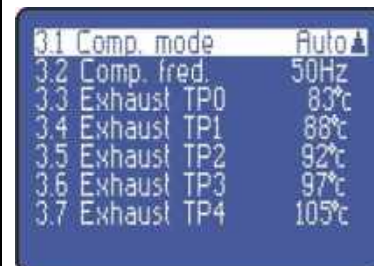 3.1 Comp. mode Auto
3.2 Comp. fred. 50Hz
3.3 Exhaust TP0 83°c
3.4 Exhaust TP1 88°c
3.5 Exhaust TP2 92°c
3.6 Exhaust TP3 97°c
3.7 Exhaust TP4 105°c